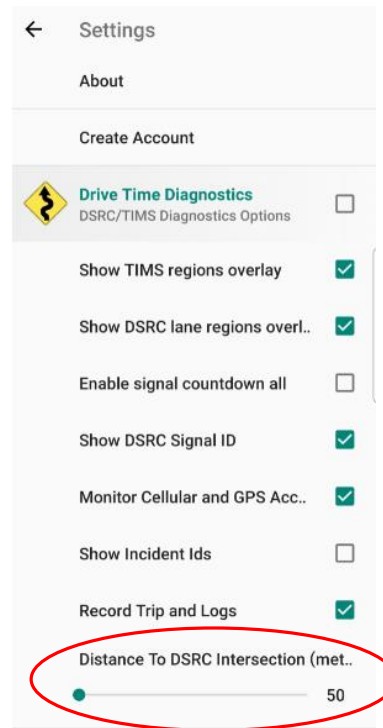 Settings
About
Create Account
Drive Time Diagnostics
DSRC/TIMS Diagnostics Options
Show TIMS regions overlay
Show DSRC lane regions overl..
Enable signal countdown all
Show DSRC Signal ID
Monitor Cellular and GPS Acc..
Show Incident Ids
Record Trip and Logs
Distance To DSRC Intersection (met..
50